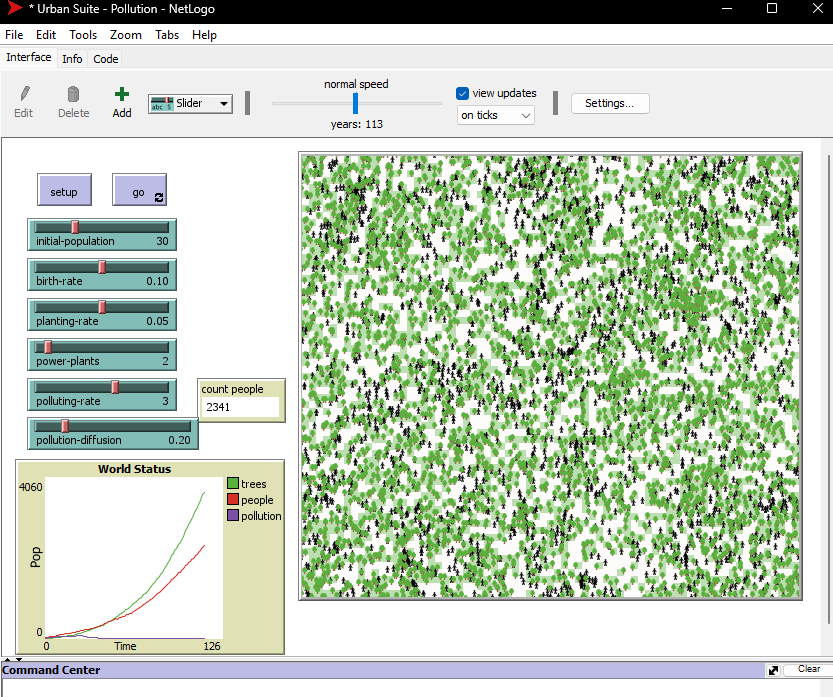 * Urban Suite - Pollution - NetLogo
File Edit Tools Zoom Tabs Help
Interface Info Code
Edit Delete Add abc 5 Slider
normal speed
years: 113
view updates
on ticks
Settings...
setup go
initial-population 30
birth-rate 0.10
planting-rate 0.05
power-plants 2
polluting-rate 3
pollution-diffusion 0.20
count people
2341
World Status
4060
Pop
0
0 Time 126
trees
people
pollution
Command Center Clear